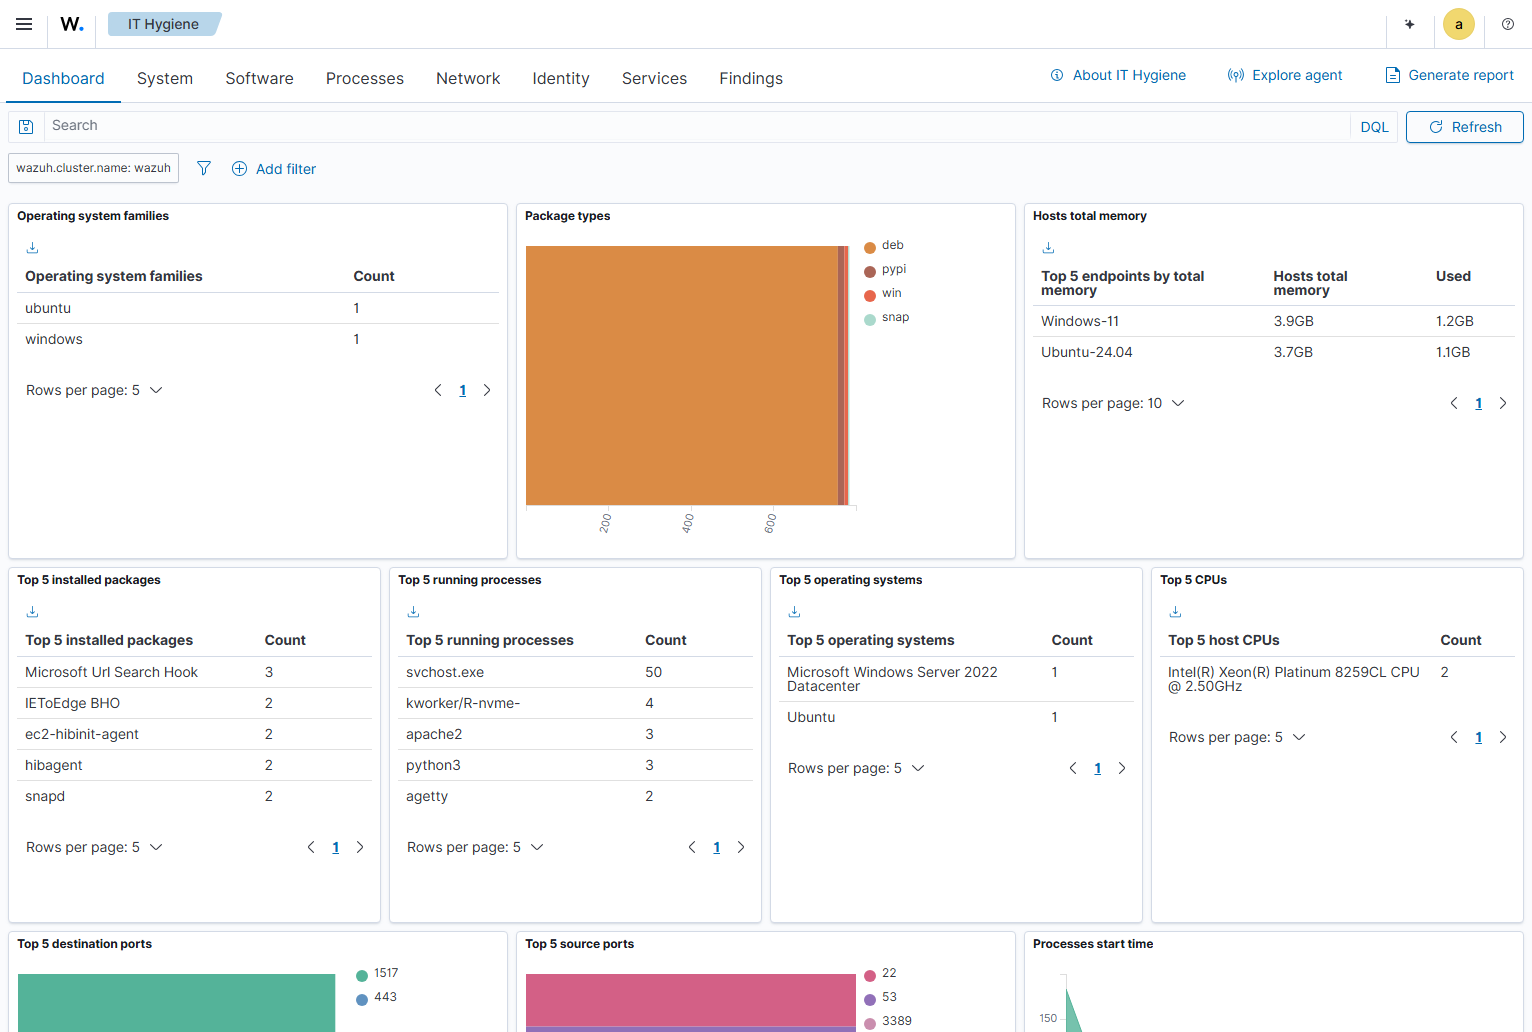 W.
IT Hygiene
a
Dashboard
System
Software
Processes
Network
Identity
Services
Findings
About IT Hygiene
Explore agent
Generate report
Search
DQL
Refresh
wazuh.cluster.name: wazuh
Add filter
Operating system families
Operating system families Count
ubuntu 1
windows 1
Rows per page: 5
1
Package types
deb
pypi
win
snap
200
400
600
Hosts total memory
Top 5 endpoints by total memory Hosts total memory Used
Windows-11 3.9GB 1.2GB
Ubuntu-24.04 3.7GB 1.1GB
Rows per page: 10
1
Top 5 installed packages
Top 5 installed packages Count
Microsoft Url Search Hook 3
IEToEdge BHO 2
ec2-hibinit-agent 2
hibagent 2
snapd 2
Rows per page: 5
1
Top 5 running processes
Top 5 running processes Count
svchost.exe 50
kworker/R-nvme- 4
apache2 3
python3 3
agetty 2
Rows per page: 5
1
Top 5 operating systems
Top 5 operating systems Count
Microsoft Windows Server 2022 Datacenter 1
Ubuntu 1
Rows per page: 5
1
Top 5 CPUs
Top 5 host CPUs Count
Intel(R) Xeon(R) Platinum 8259CL CPU @ 2.50GHz 2
Rows per page: 5
1
Top 5 destination ports
1517
443
Top 5 source ports
22
53
3389
Processes start time
150